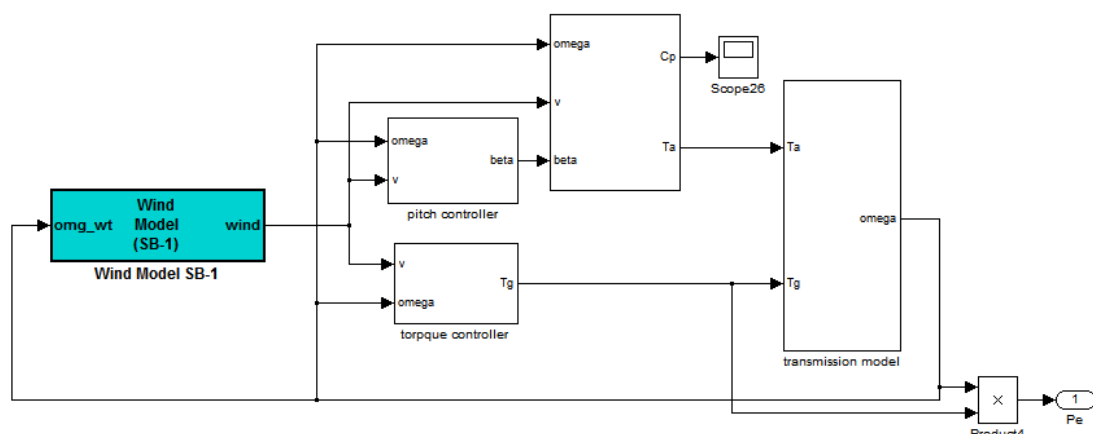 omega
Cp
v
Ta
beta
Scope26
omega
beta
v
pitch controller
Ta
omega
Tg
transmission model
omg_wt
Wind
Model
(SB-1)
wind
Wind Model SB-1
v
Tg
omega
torpque controller
×
Product4
1
Pe